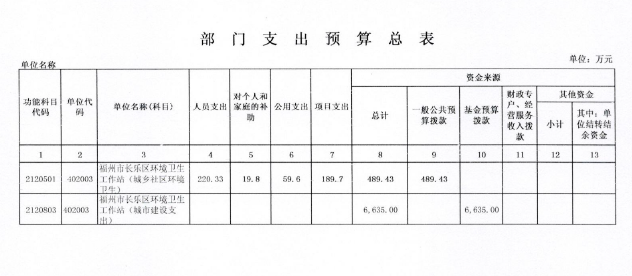 部门支出预算总表
单位名称
单位：万元
功能科目代码 单位代码 单位名称(科目) 人员支出 对个人和家庭的补助 公用支出 项目支出 资金来源
总计 一般公共预算拨款 基金预算拨款 财政专户、经营服务收入拨款 其他资金
小计 其中：单位结转结余资金
1 2 3 4 5 6 7 8 9 10 11 12 13
2120501 402003 福州市长乐区环境卫生工作站（城乡社区环境卫生） 220.33 19.8 59.6 189.7 489.43 489.43
2120803 402003 福州市长乐区环境卫生工作站（城市建设支出） 6,635.00 6,635.00